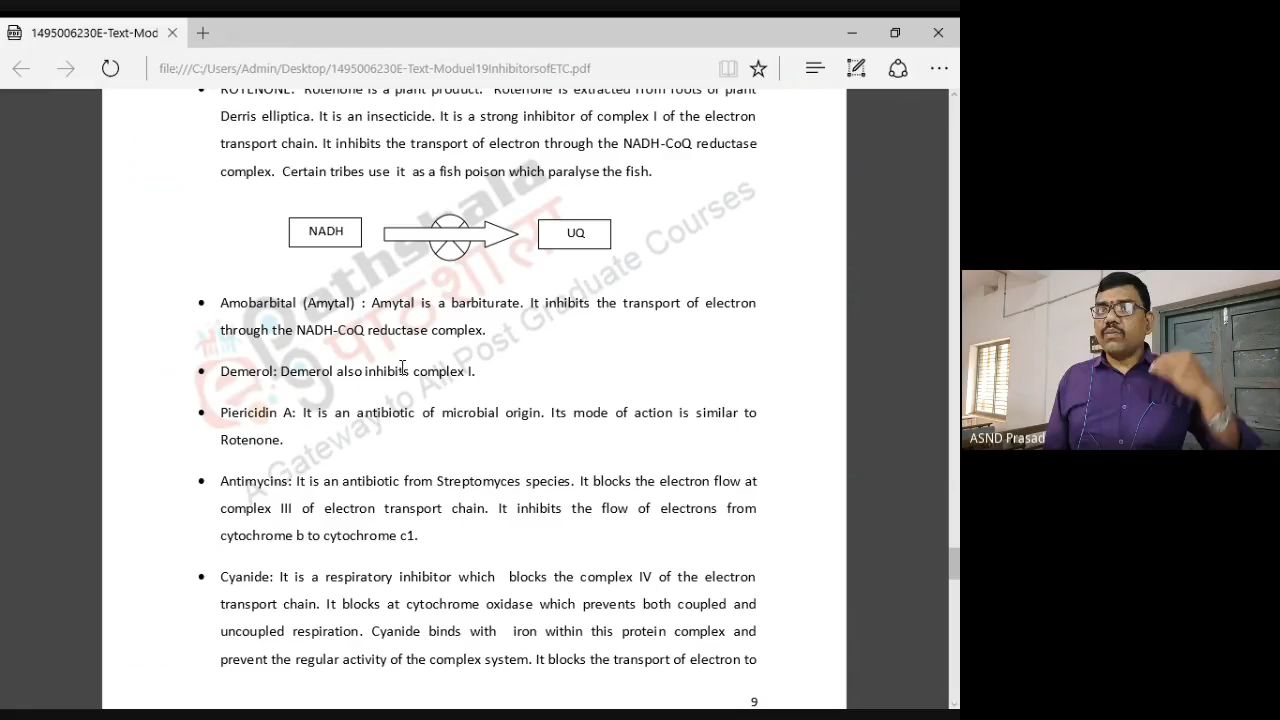 1495006230E-Text-Mod
file:///C:/Users/Admin/Desktop/1495006230E-Text-Moduel19InhibitorsofETC.pdf
• ROTENONE: Rotenone is a plant product. Rotenone is extracted from roots of plant
Derris elliptica. It is an insecticide. It is a strong inhibitor of complex I of the electron
transport chain. It inhibits the transport of electron through the NADH-CoQ reductase
complex. Certain tribes use it as a fish poison which paralyse the fish.
NADH
UQ
• Amobarbital (Amytal) : Amytal is a barbiturate. It inhibits the transport of electron
through the NADH-CoQ reductase complex.
• Demerol: Demerol also inhibits complex I.
• Piericidin A: It is an antibiotic of microbial origin. Its mode of action is similar to
Rotenone.
• Antimycins: It is an antibiotic from Streptomyces species. It blocks the electron flow at
complex III of electron transport chain. It inhibits the flow of electrons from
cytochrome b to cytochrome c1.
• Cyanide: It is a respiratory inhibitor which blocks the complex IV of the electron
transport chain. It blocks at cytochrome oxidase which prevents both coupled and
uncoupled respiration. Cyanide binds with iron within this protein complex and
prevent the regular activity of the complex system. It blocks the transport of electron to
9
Pathshala
पाठशाला
A Gateway to All Post Graduate Courses
ASND Prasad